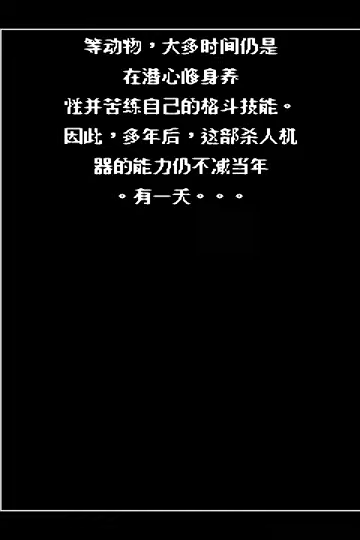 等动物，大多时间仍是
在潜心修身养
性并苦练自己的格斗技能。
因此，多年后，这部杀人机
器的能力仍不减当年
。有一天。。。